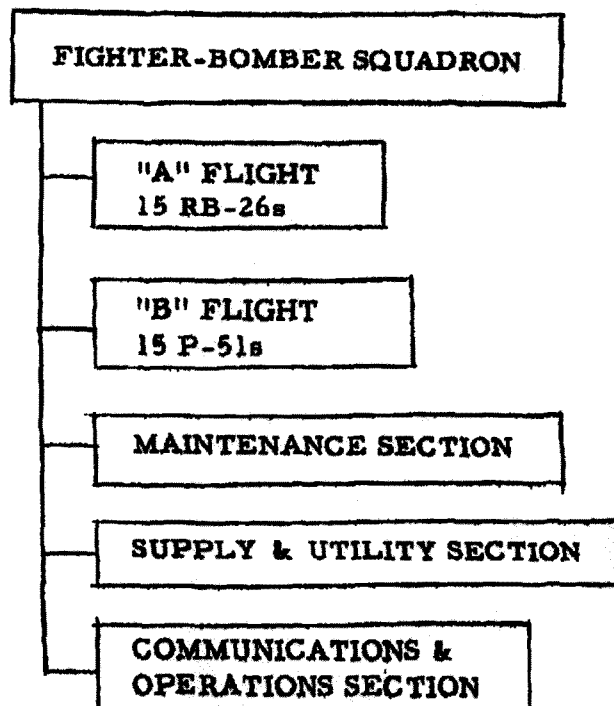 FIGHTER-BOMBER SQUADRON
"A" FLIGHT
15 RB-26s
"B" FLIGHT
15 P-51s
MAINTENANCE SECTION
SUPPLY & UTILITY SECTION
COMMUNICATIONS &
OPERATIONS SECTION